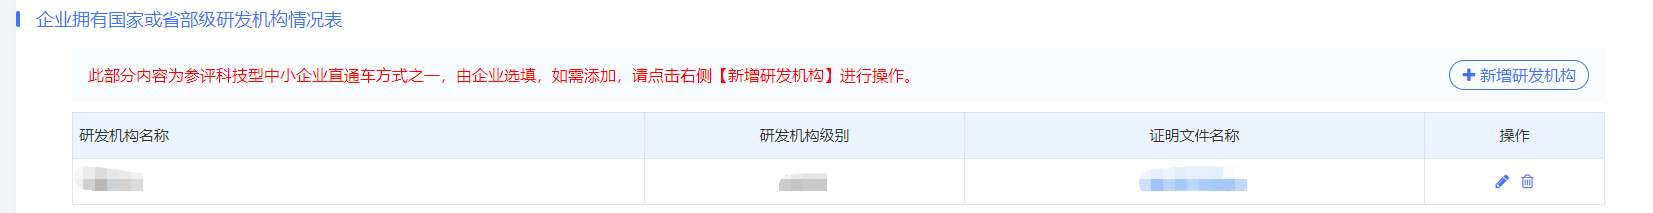 企业拥有国家或省部级研发机构情况表
此部分内容为参评科技型中小企业直通车方式之一，由企业选填，如需添加，请点击右侧【新增研发机构】进行操作。
新增研发机构
研发机构名称 研发机构级别 证明文件名称 操作